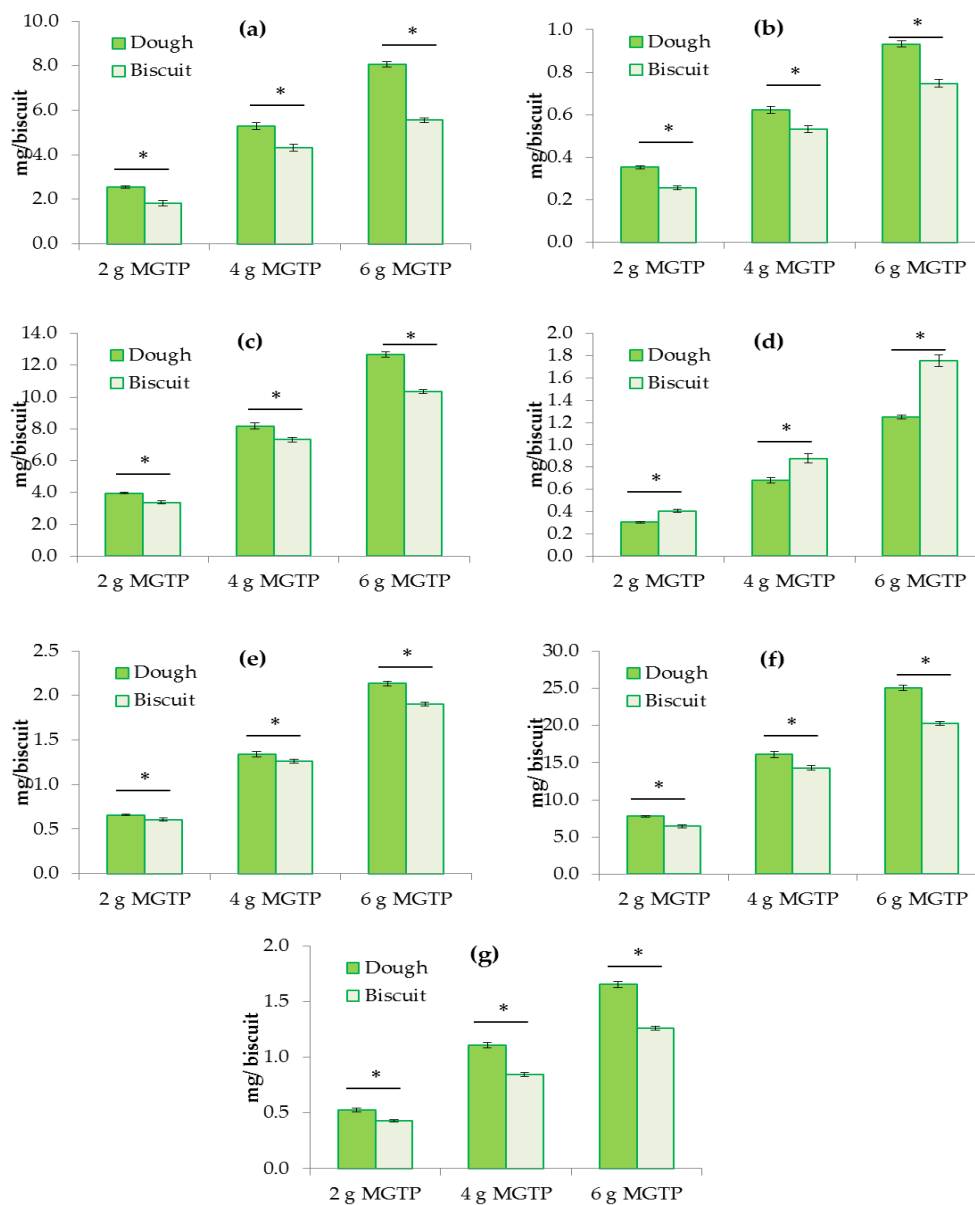 (a)
Dough
Biscuit
mg/biscuit
10.0
8.0
6.0
4.0
2.0
0.0
*
*
*
2 g MGTP
4 g MGTP
6 g MGTP
(b)
Dough
Biscuit
mg/biscuit
1.0
0.8
0.6
0.4
0.2
0.0
*
*
*
2 g MGTP
4 g MGTP
6 g MGTP
(c)
Dough
Biscuit
mg/biscuit
14.0
12.0
10.0
8.0
6.0
4.0
2.0
0.0
*
*
*
2 g MGTP
4 g MGTP
6 g MGTP
(d)
Dough
Biscuit
mg/biscuit
2.0
1.8
1.6
1.4
1.2
1.0
0.8
0.6
0.4
0.2
0.0
*
*
*
2 g MGTP
4 g MGTP
6 g MGTP
(e)
Dough
Biscuit
mg/biscuit
2.5
2.0
1.5
1.0
0.5
0.0
*
*
*
2 g MGTP
4 g MGTP
6 g MGTP
(f)
Dough
Biscuit
mg/ biscuit
30.0
25.0
20.0
15.0
10.0
5.0
0.0
*
*
*
2 g MGTP
4 g MGTP
6 g MGTP
(g)
Dough
Biscuit
mg/ biscuit
2.0
1.5
1.0
0.5
0.0
*
*
*
2 g MGTP
4 g MGTP
6 g MGTP